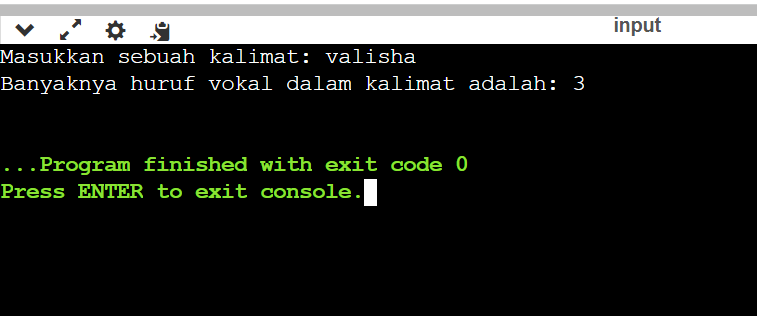 input
Masukkan sebuah kalimat: valisha
Banyaknya huruf vokal dalam kalimat adalah: 3
...Program finished with exit code 0
Press ENTER to exit console.